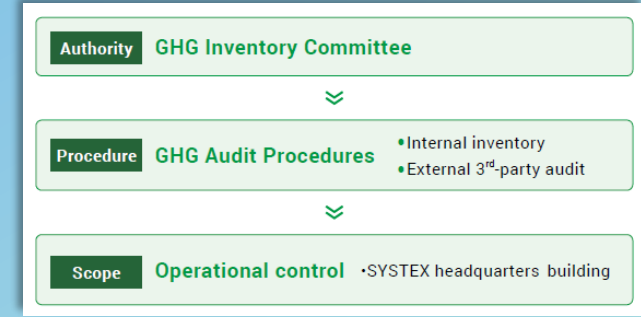 Authority GHG Inventory Committee
Procedure GHG Audit Procedures
•Internal inventory
•External 3rd-party audit
Scope Operational control •SYSTEX headquarters building